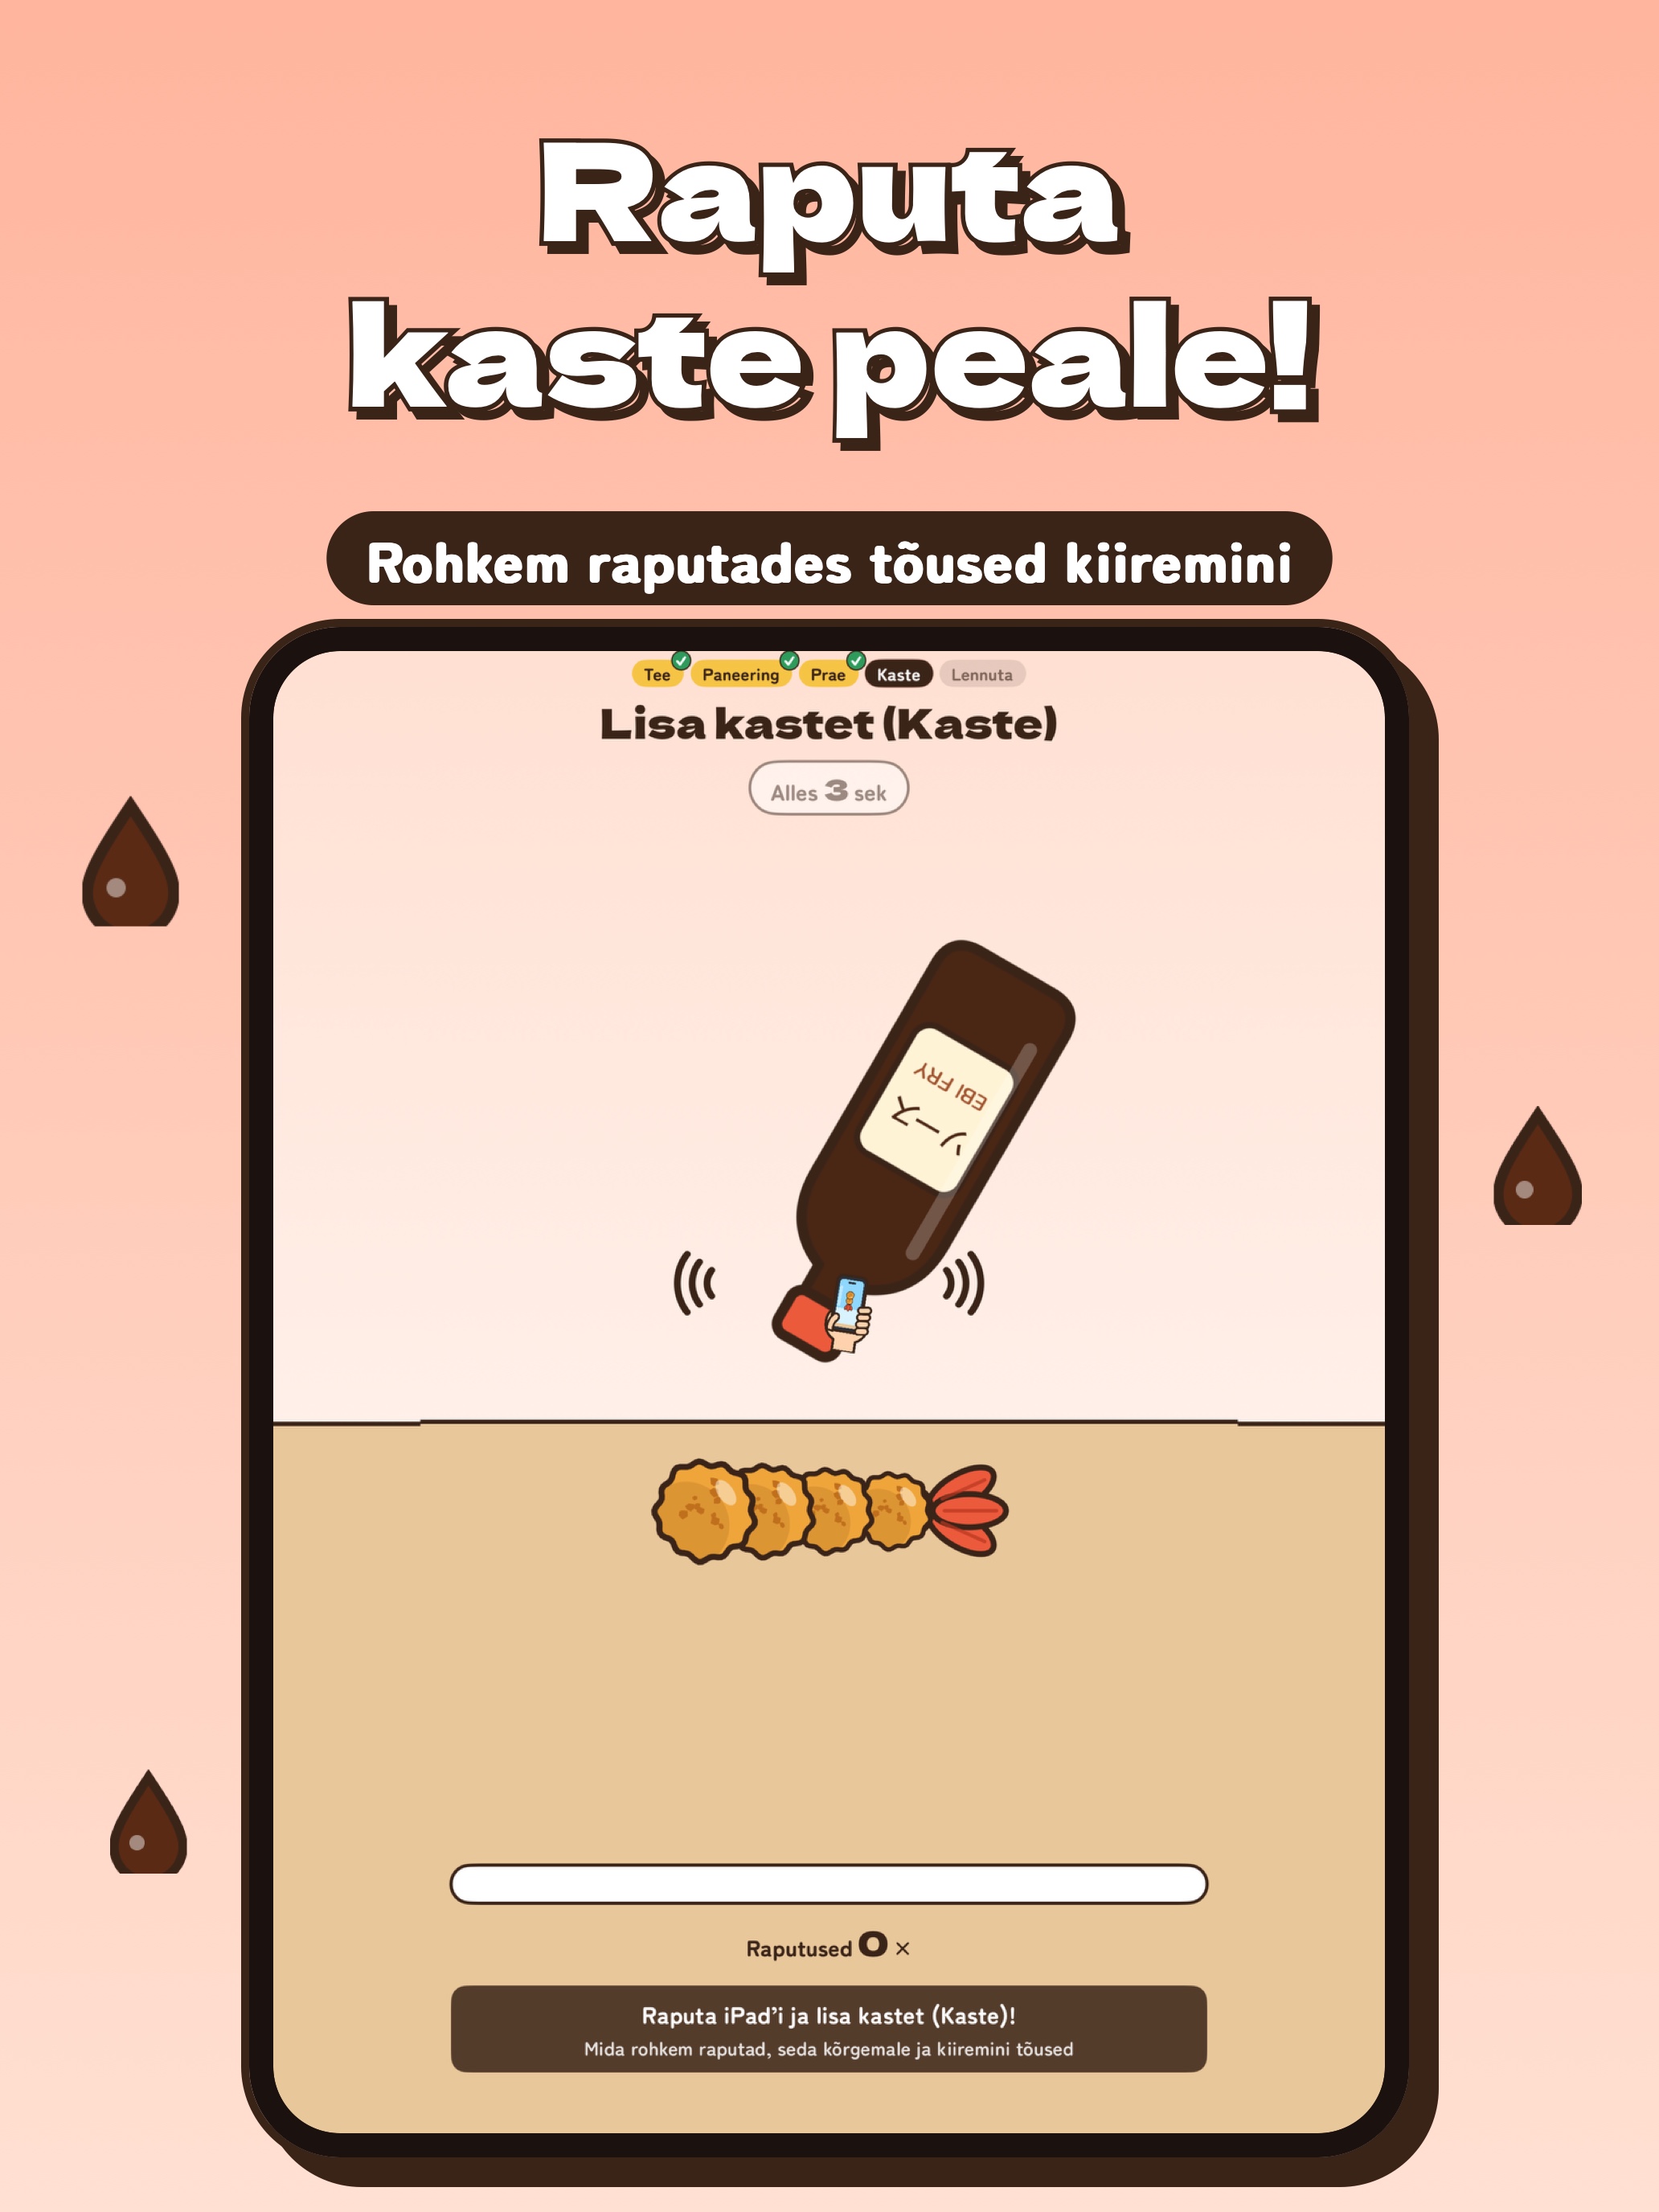 Raputa
kaste peale!
Rohkem raputades tõused kiiremini
Tee Paneering Prae Kaste Lennuta
Lisa kastet (Kaste)
Alles 3 sek
ソース
EBI FRY
Raputused 0 ×
Raputa iPad’i ja lisa kastet (Kaste)!
Mida rohkem raputad, seda kõrgemale ja kiiremini tõused